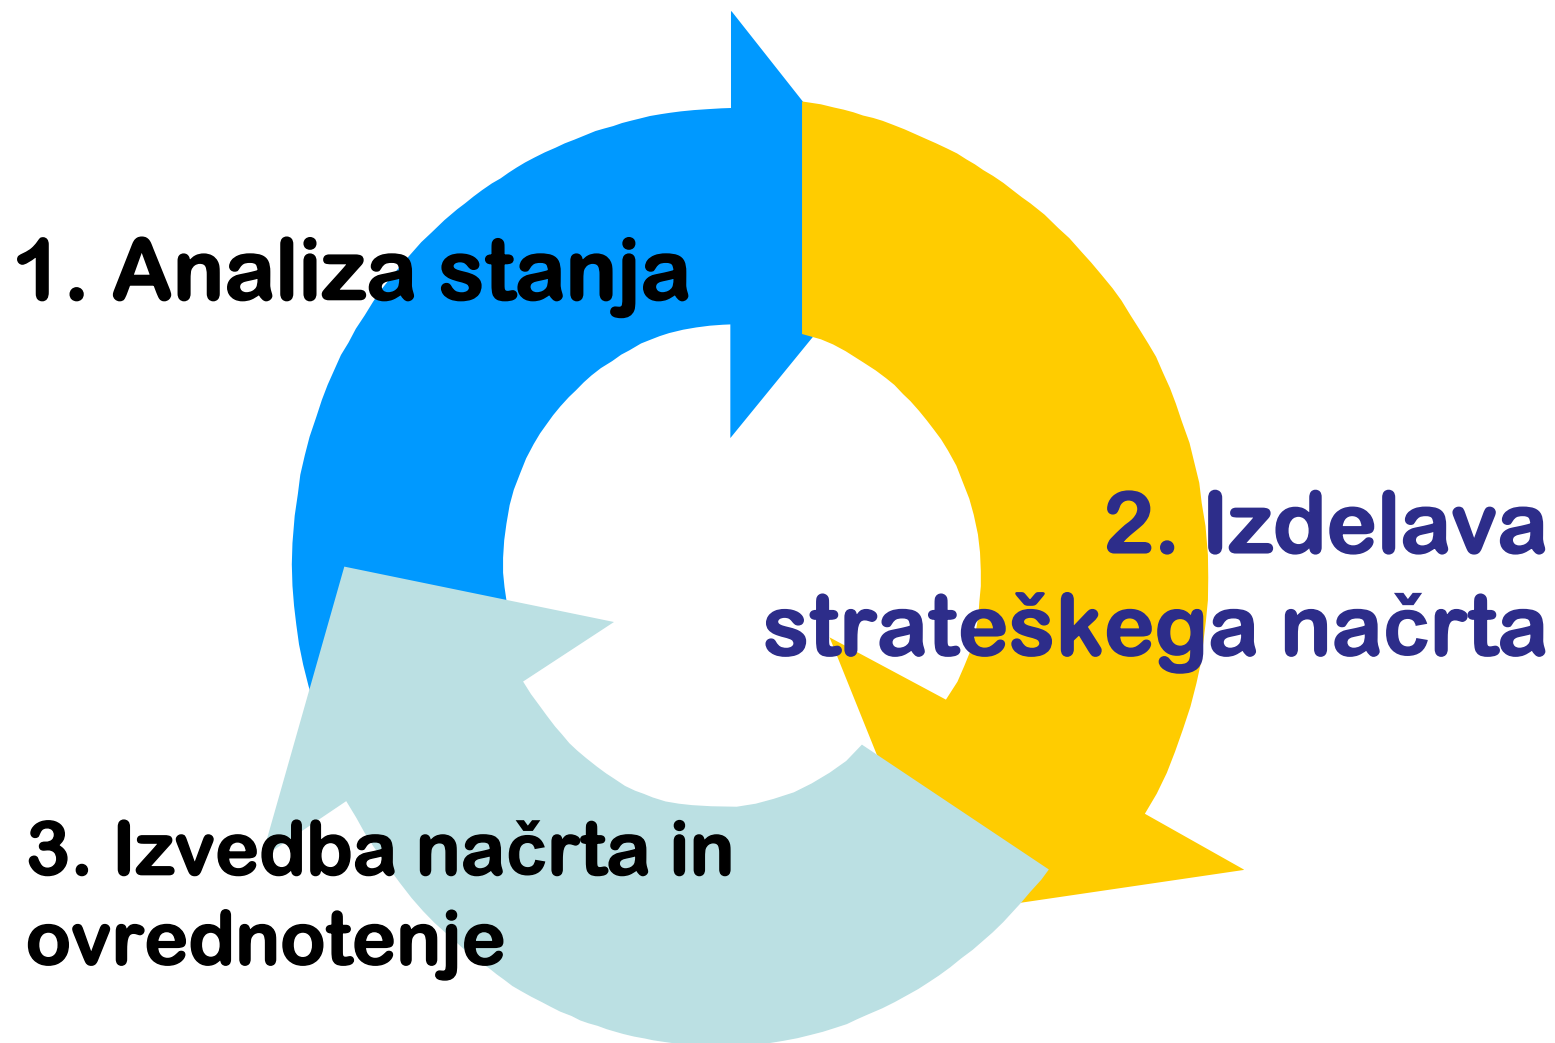 1. Analiza stanja
2. Izdelava
strateškega načrta
3. Izvedba načrta in
ovrednotenje